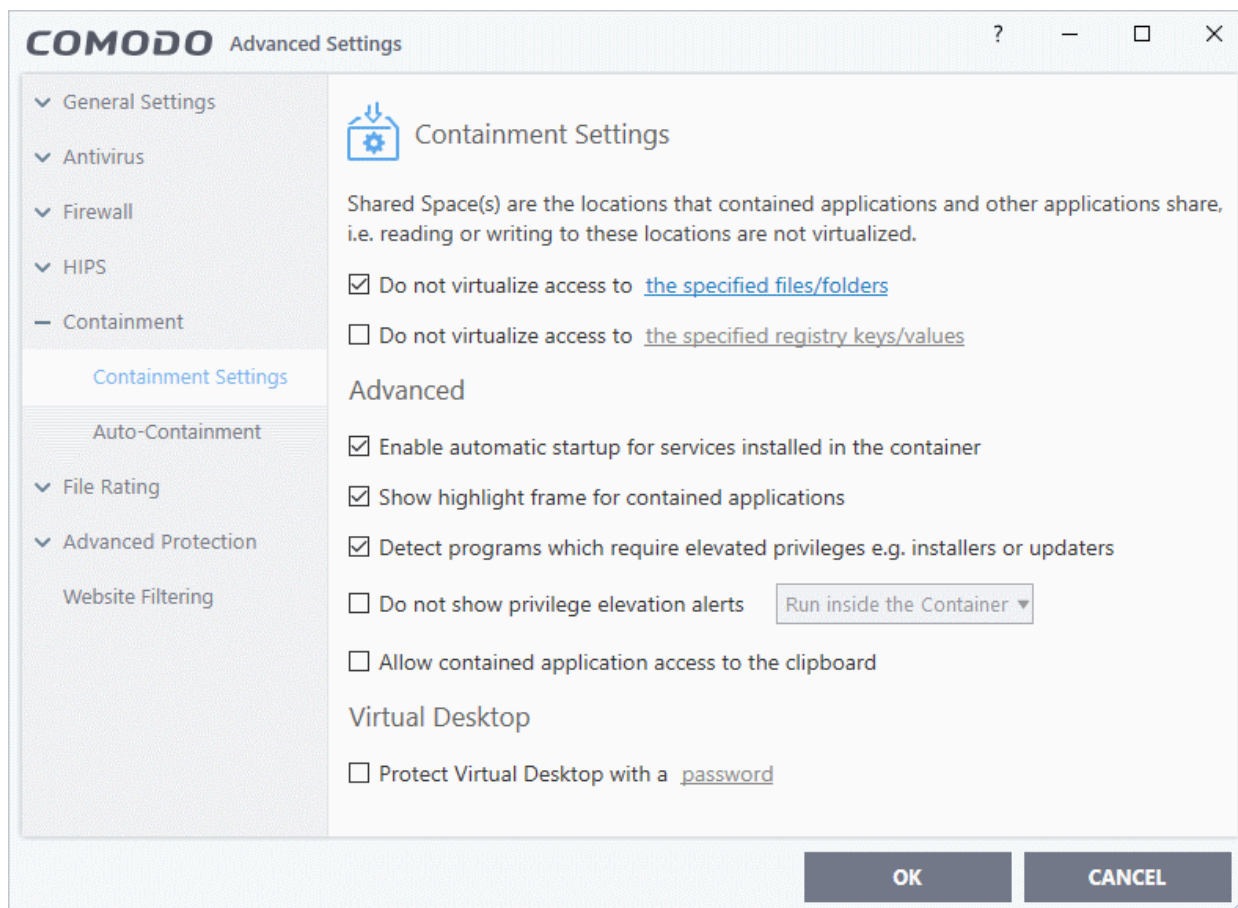 COMODO Advanced Settings ?
General Settings
Antivirus
Firewall
HIPS
Containment
Containment Settings
Auto-Containment
File Rating
Advanced Protection
Website Filtering
Containment Settings
Shared Space(s) are the locations that contained applications and other applications share,
i.e. reading or writing to these locations are not virtualized.
Do not virtualize access to the specified files/folders
Do not virtualize access to the specified registry keys/values
Advanced
Enable automatic startup for services installed in the container
Show highlight frame for contained applications
Detect programs which require elevated privileges e.g. installers or updaters
Do not show privilege elevation alerts Run inside the Container
Allow contained application access to the clipboard
Virtual Desktop
Protect Virtual Desktop with a password
OK CANCEL